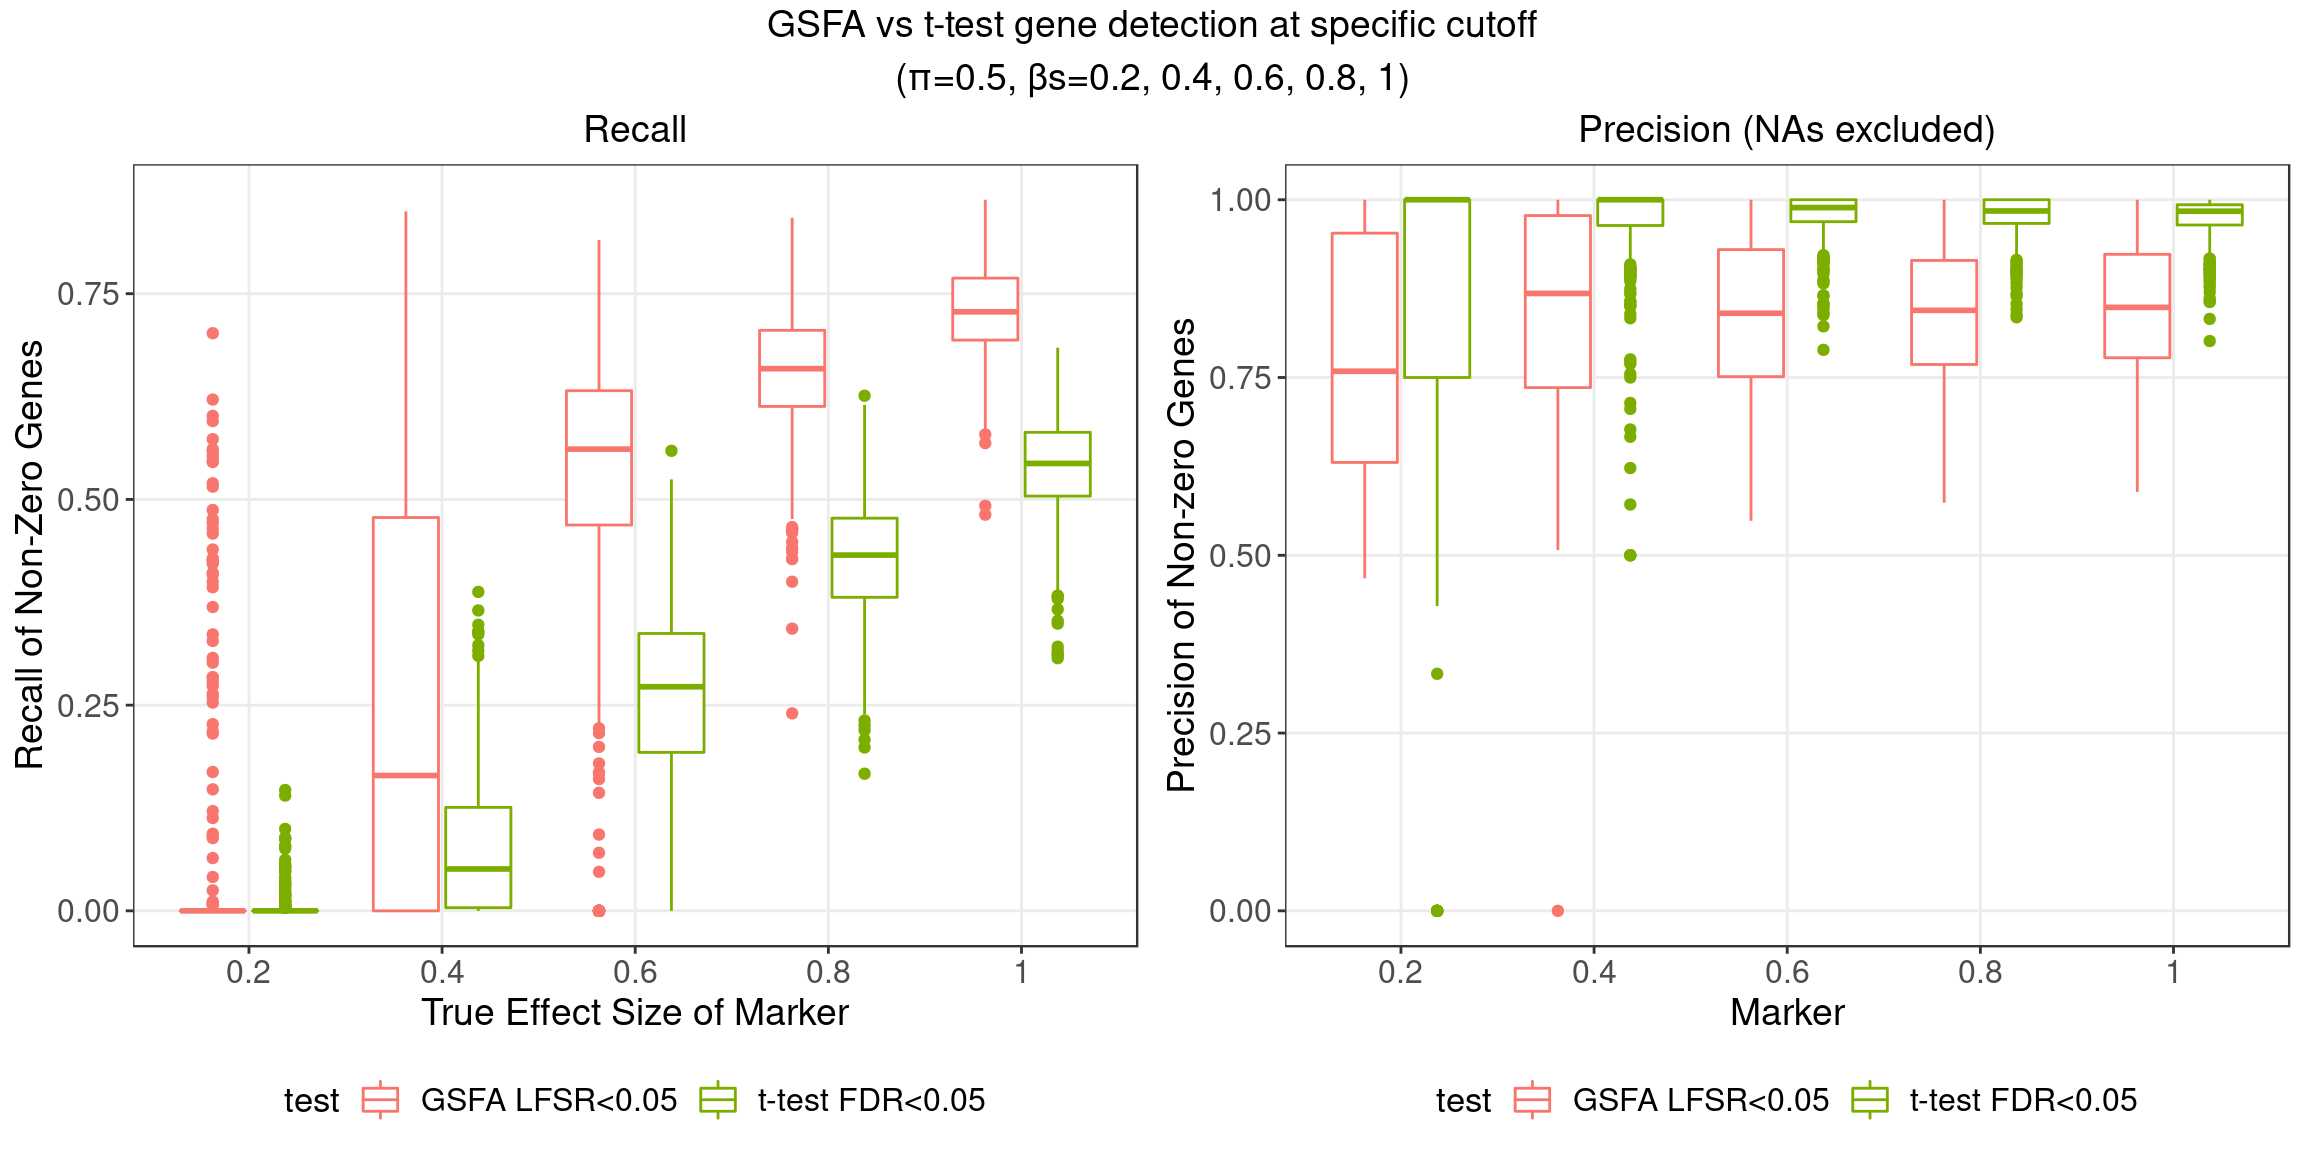 GSFA vs t-test gene detection at specific cutoff
(π=0.5, βs=0.2, 0.4, 0.6, 0.8, 1)
Recall
Recall of Non-Zero Genes
0.75
0.50
0.25
0.00
0.2 0.4 0.6 0.8 1
True Effect Size of Marker
test GSFA LFSR<0.05 t-test FDR<0.05
Precision (NAs excluded)
Precision of Non-zero Genes
1.00
0.75
0.50
0.25
0.00
0.2 0.4 0.6 0.8 1
Marker
test GSFA LFSR<0.05 t-test FDR<0.05